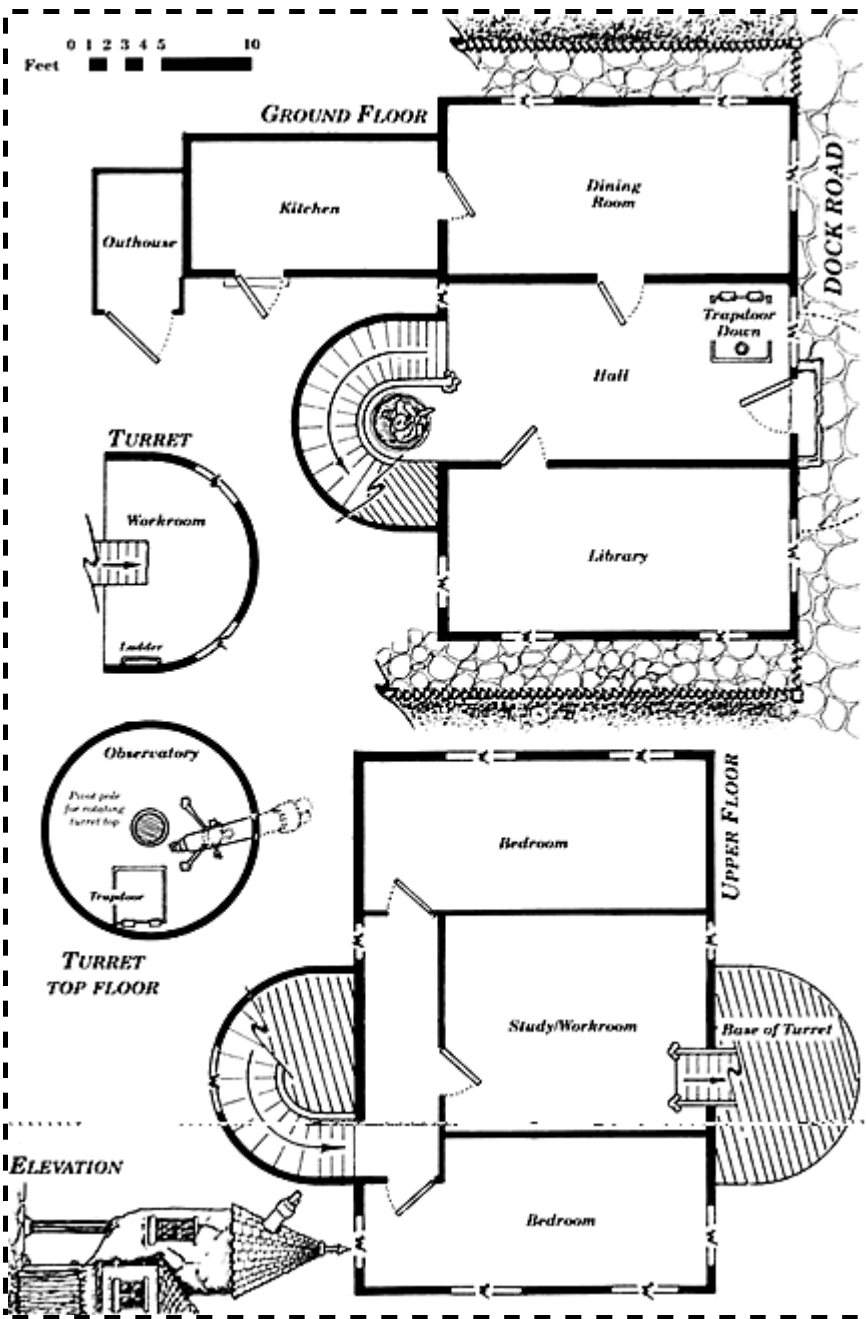 0 1 2 3 4 5 10
Feet
GROUND FLOOR
Dining
Room
Kitchen
Outhouse
DOCK ROAD
Trapdoor
Down
Hall
TURRET
Workroom
Library
Ladder
Observatory
Pivot pole
for rotating
turret top
Trapdoor
TURRET
TOP FLOOR
Bedroom
UPPER FLOOR
Study/Workroom
Base of Turret
ELEVATION
Bedroom